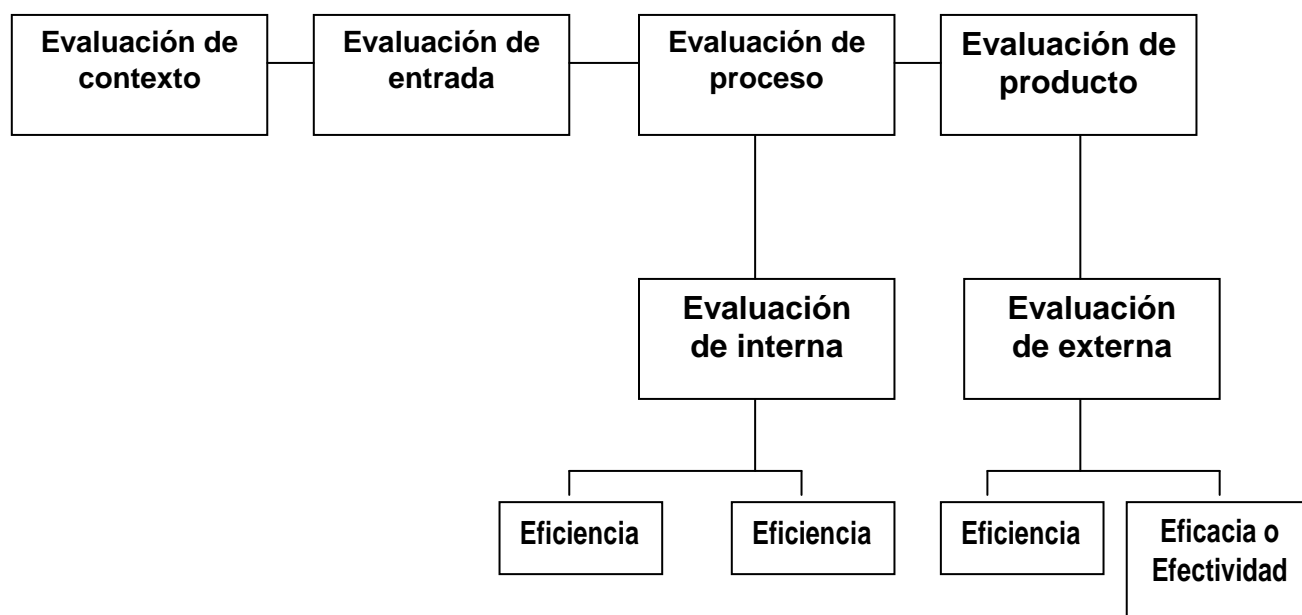 Evaluación de
contexto
Evaluación de
entrada
Evaluación de
proceso
Evaluación de
producto
Evaluación
de interna
Evaluación
de externa
Eficiencia
Eficiencia
Eficiencia
Eficacia o
Efectividad